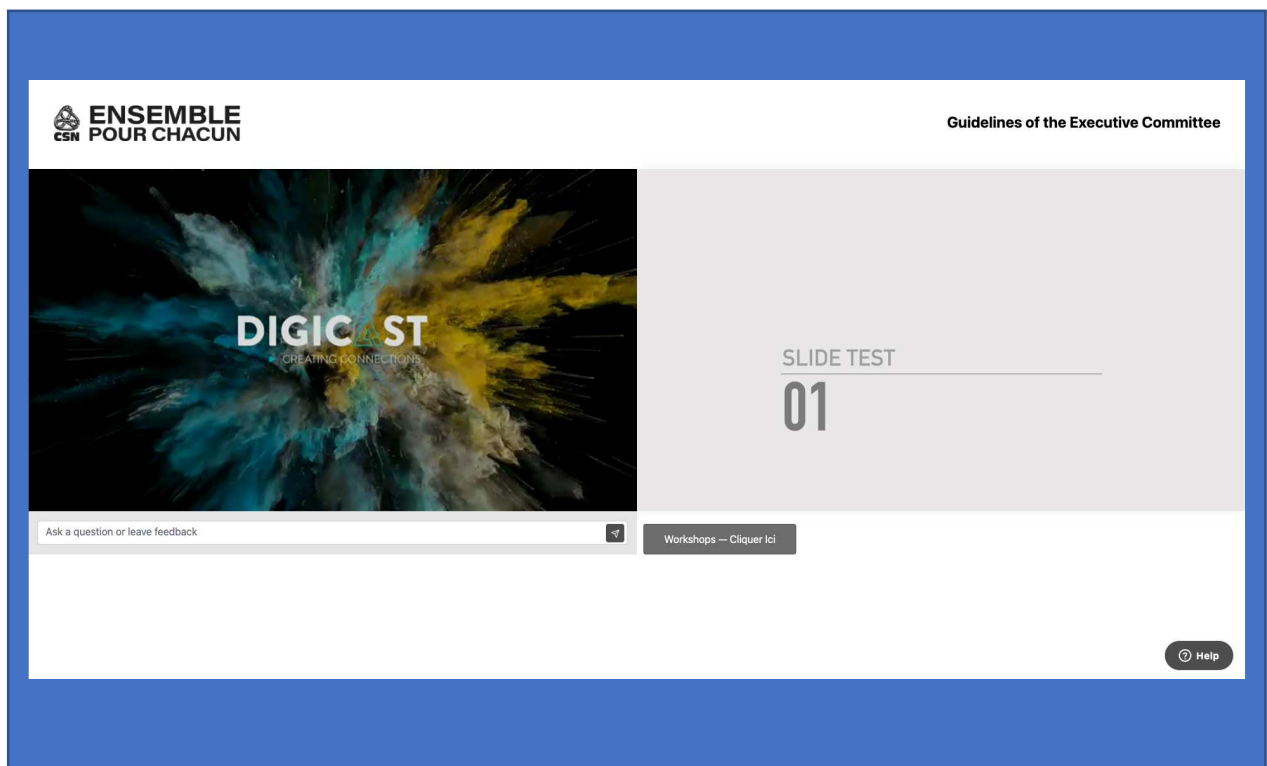 CSN
ENSEMBLE
POUR CHACUN
Guidelines of the Executive Committee
DIGICAST
CREATING CONNECTIONS
SLIDE TEST
01
Ask a question or leave feedback
Workshops — Cliquer Ici
Help